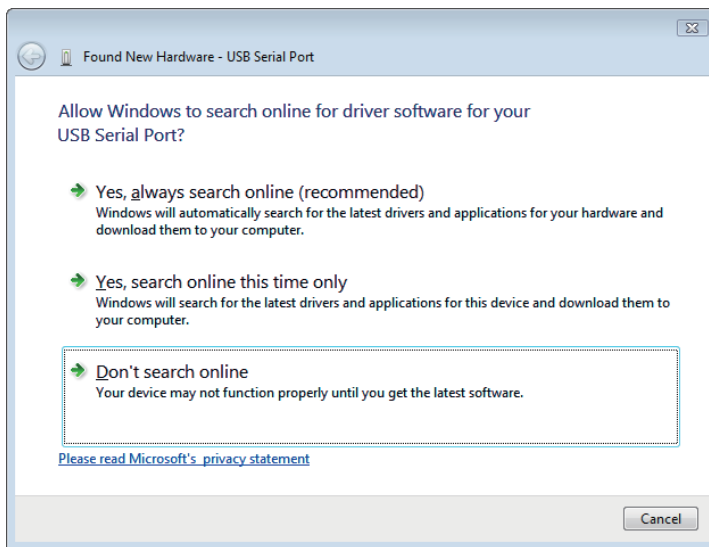 Found New Hardware - USB Serial Port
Allow Windows to search online for driver software for your
USB Serial Port?
Yes, always search online (recommended)
Windows will automatically search for the latest drivers and applications for your hardware and
download them to your computer.
Yes, search online this time only
Windows will search for the latest drivers and applications for this device and download them to
your computer.
Don't search online
Your device may not function properly until you get the latest software.
Please read Microsoft's privacy statement
Cancel